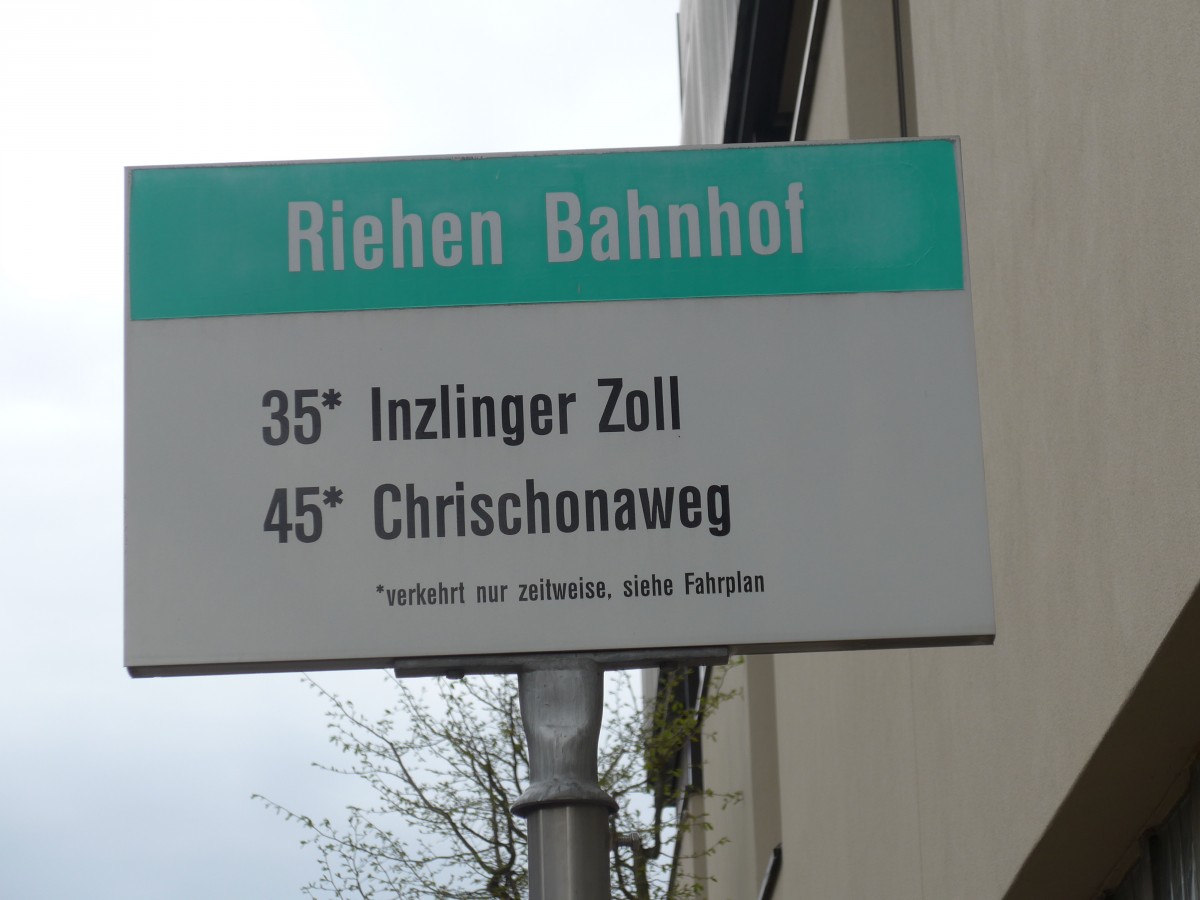 Riehen Bahnhof
35* Inzlinger Zoll
45* Chrischonaweg
*verkehrt nur zeitweise, siehe Fahrplan